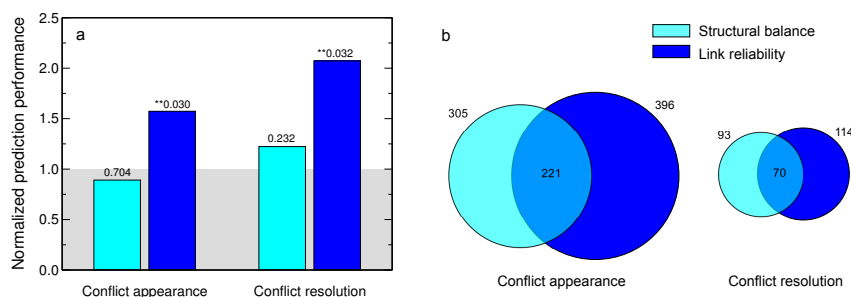 a
Normalized prediction performance
2.5
2.0
1.5
1.0
0.5
0.0
0.704
**0.030
0.232
**0.032
Conflict appearance
Conflict resolution
b
Structural balance
Link reliability
305
396
221
93
114
70
Conflict appearance
Conflict resolution